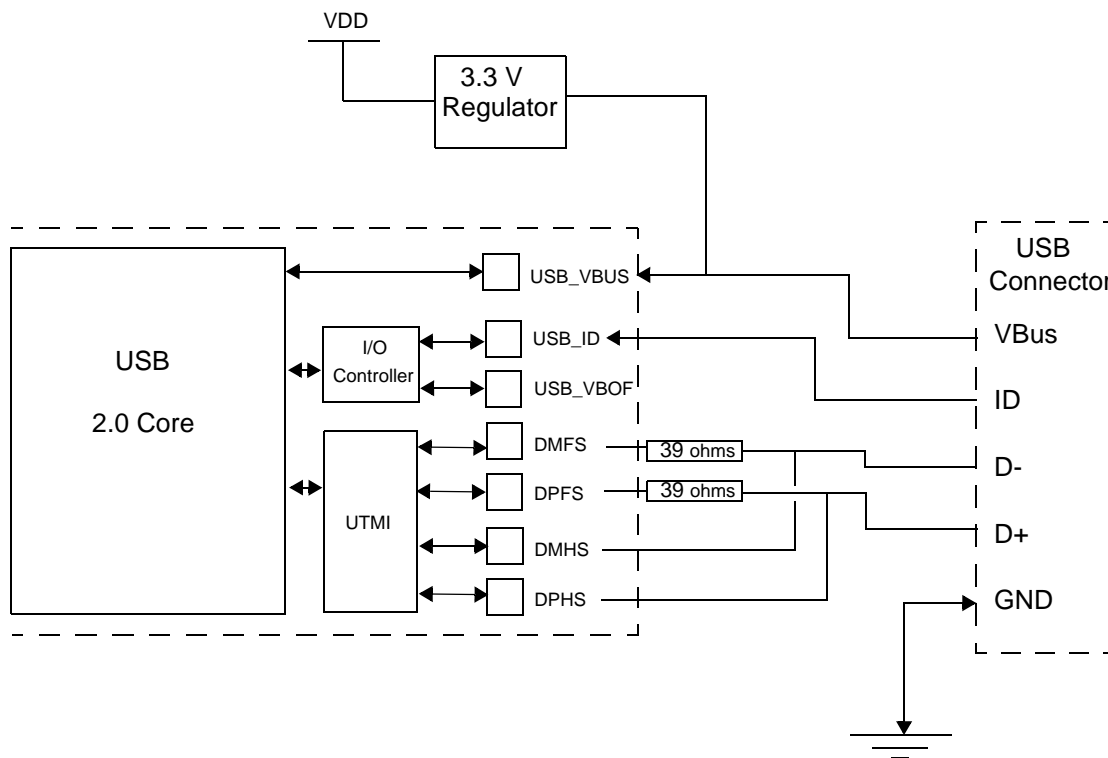 VDD
3.3 V
Regulator
USB
Connector
USB_VBUS
VBus
USB_ID
I/O
Controller
USB
2.0 Core
USB_VBOF
ID
DMFS
39 ohms
D-
DPFS
39 ohms
UTMI
D+
DMHS
DPHS
GND